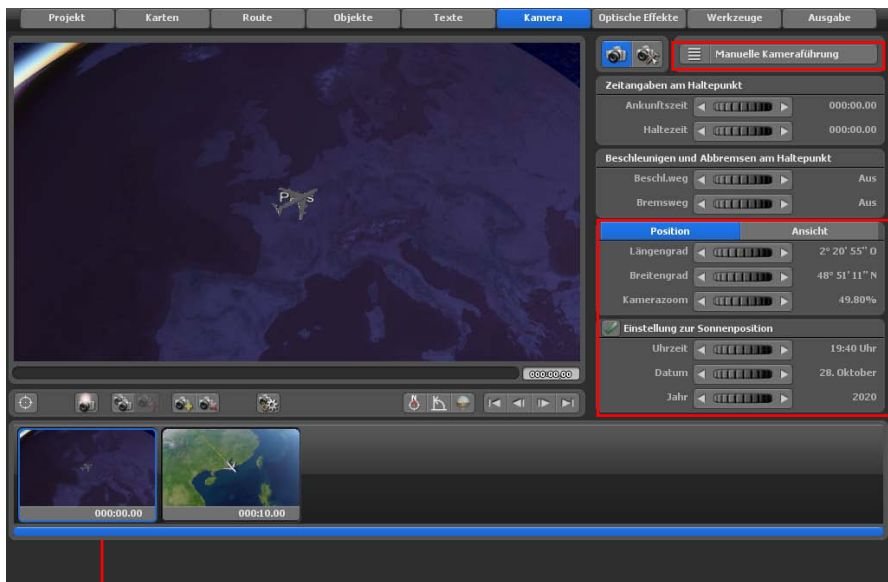 Projekt Karten Route Objekte Texte Kamera Optische Effekte Werkzeuge Ausgabe
Manuelle Kameraführung
Zeitangaben am Haltepunkt
Ankunftszeit 000:00.00
Haltezeit 000:00.00
Beschleunigen und Abbremsen am Haltepunkt
Beschl.weg Aus
Bremsweg Aus
Position Ansicht
Längengrad 2° 20' 55'' O
Breitengrad 48° 51' 11'' N
Kamerazoom 49.80%
Einstellung zur Sonnenposition
Uhrzeit 19:40 Uhr
Datum 28. Oktober
Jahr 2020
000:00.00
000:00.00
000:10.00